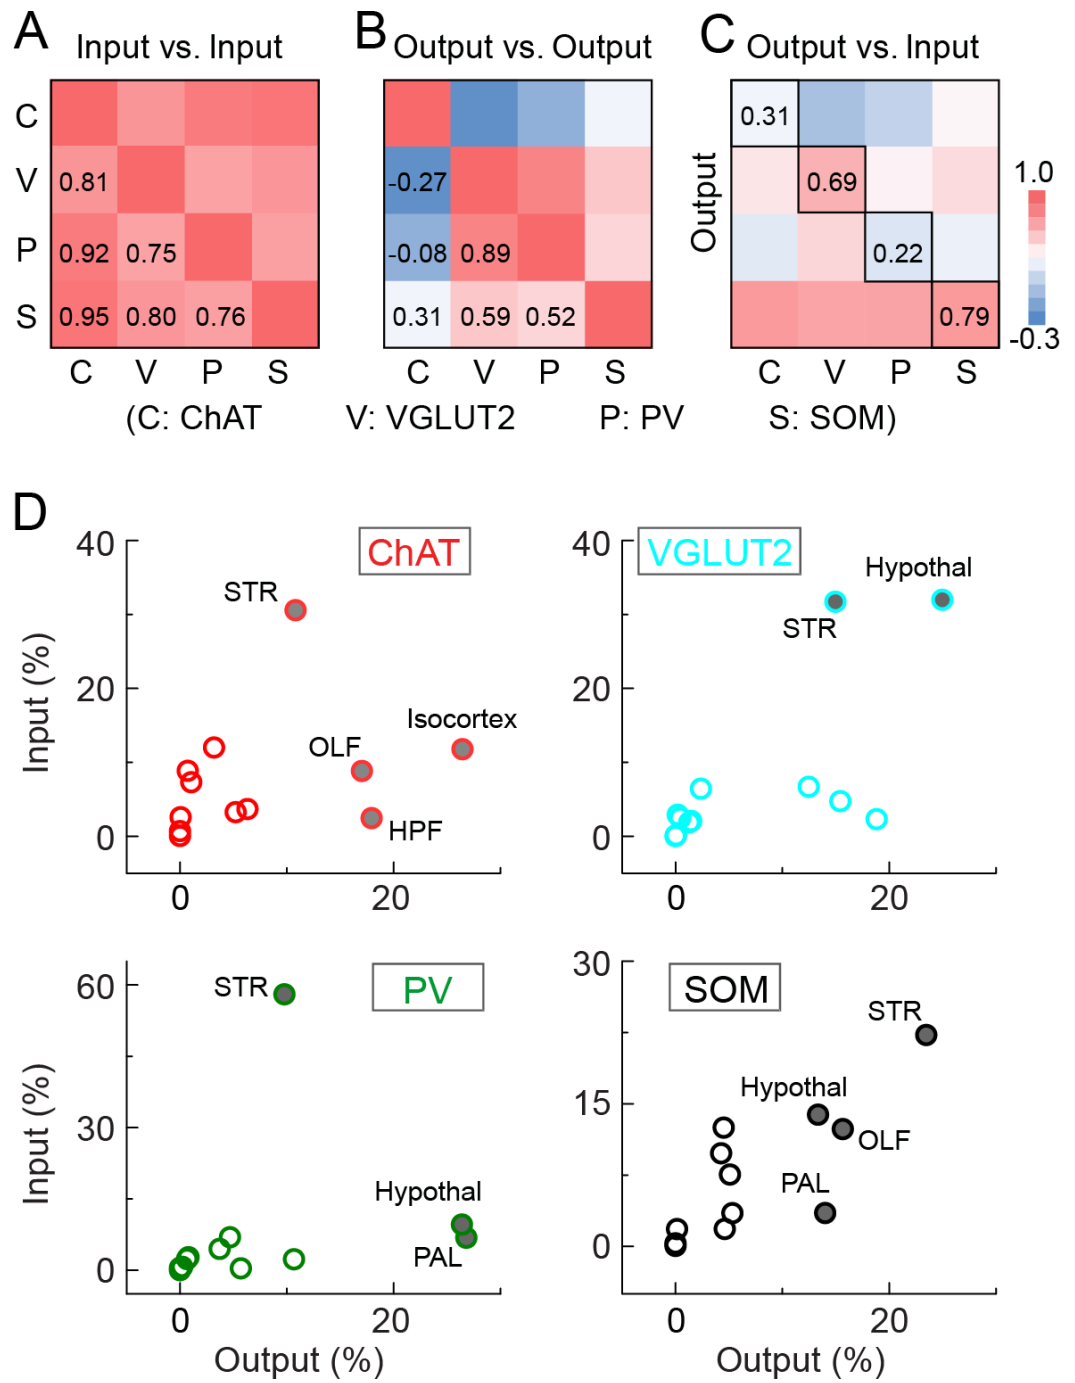 A Input vs. Input
B Output vs. Output
C Output vs. Input
C
V
P
S
0.81
0.92 0.75
0.95 0.80 0.76
C V P S
-0.27
-0.08 0.89
0.31 0.59 0.52
C V P S
Output
0.31
0.69
0.22
0.79
C V P S
1.0
-0.3
(C: ChAT V: VGLUT2 P: PV S: SOM)
D
ChAT
Input (%)
40
20
0
0 20
STR
Isocortex
OLF
HPF
VGLUT2
40
20
0
0 20
Hypothal
STR
PV
Input (%)
60
30
0
0 20
Output (%)
STR
Hypothal
PAL
SOM
30
15
0
0 20
Output (%)
STR
Hypothal
OLF
PAL